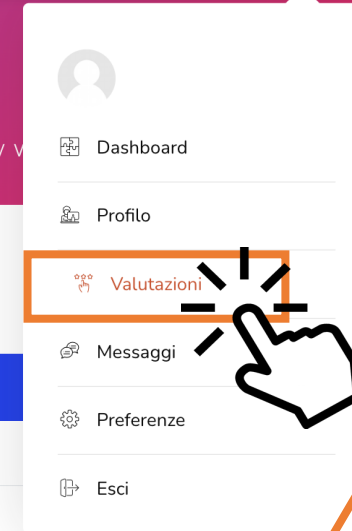 Dashboard
Profilo
Valutazioni
Messaggi
Preferenze
Esci